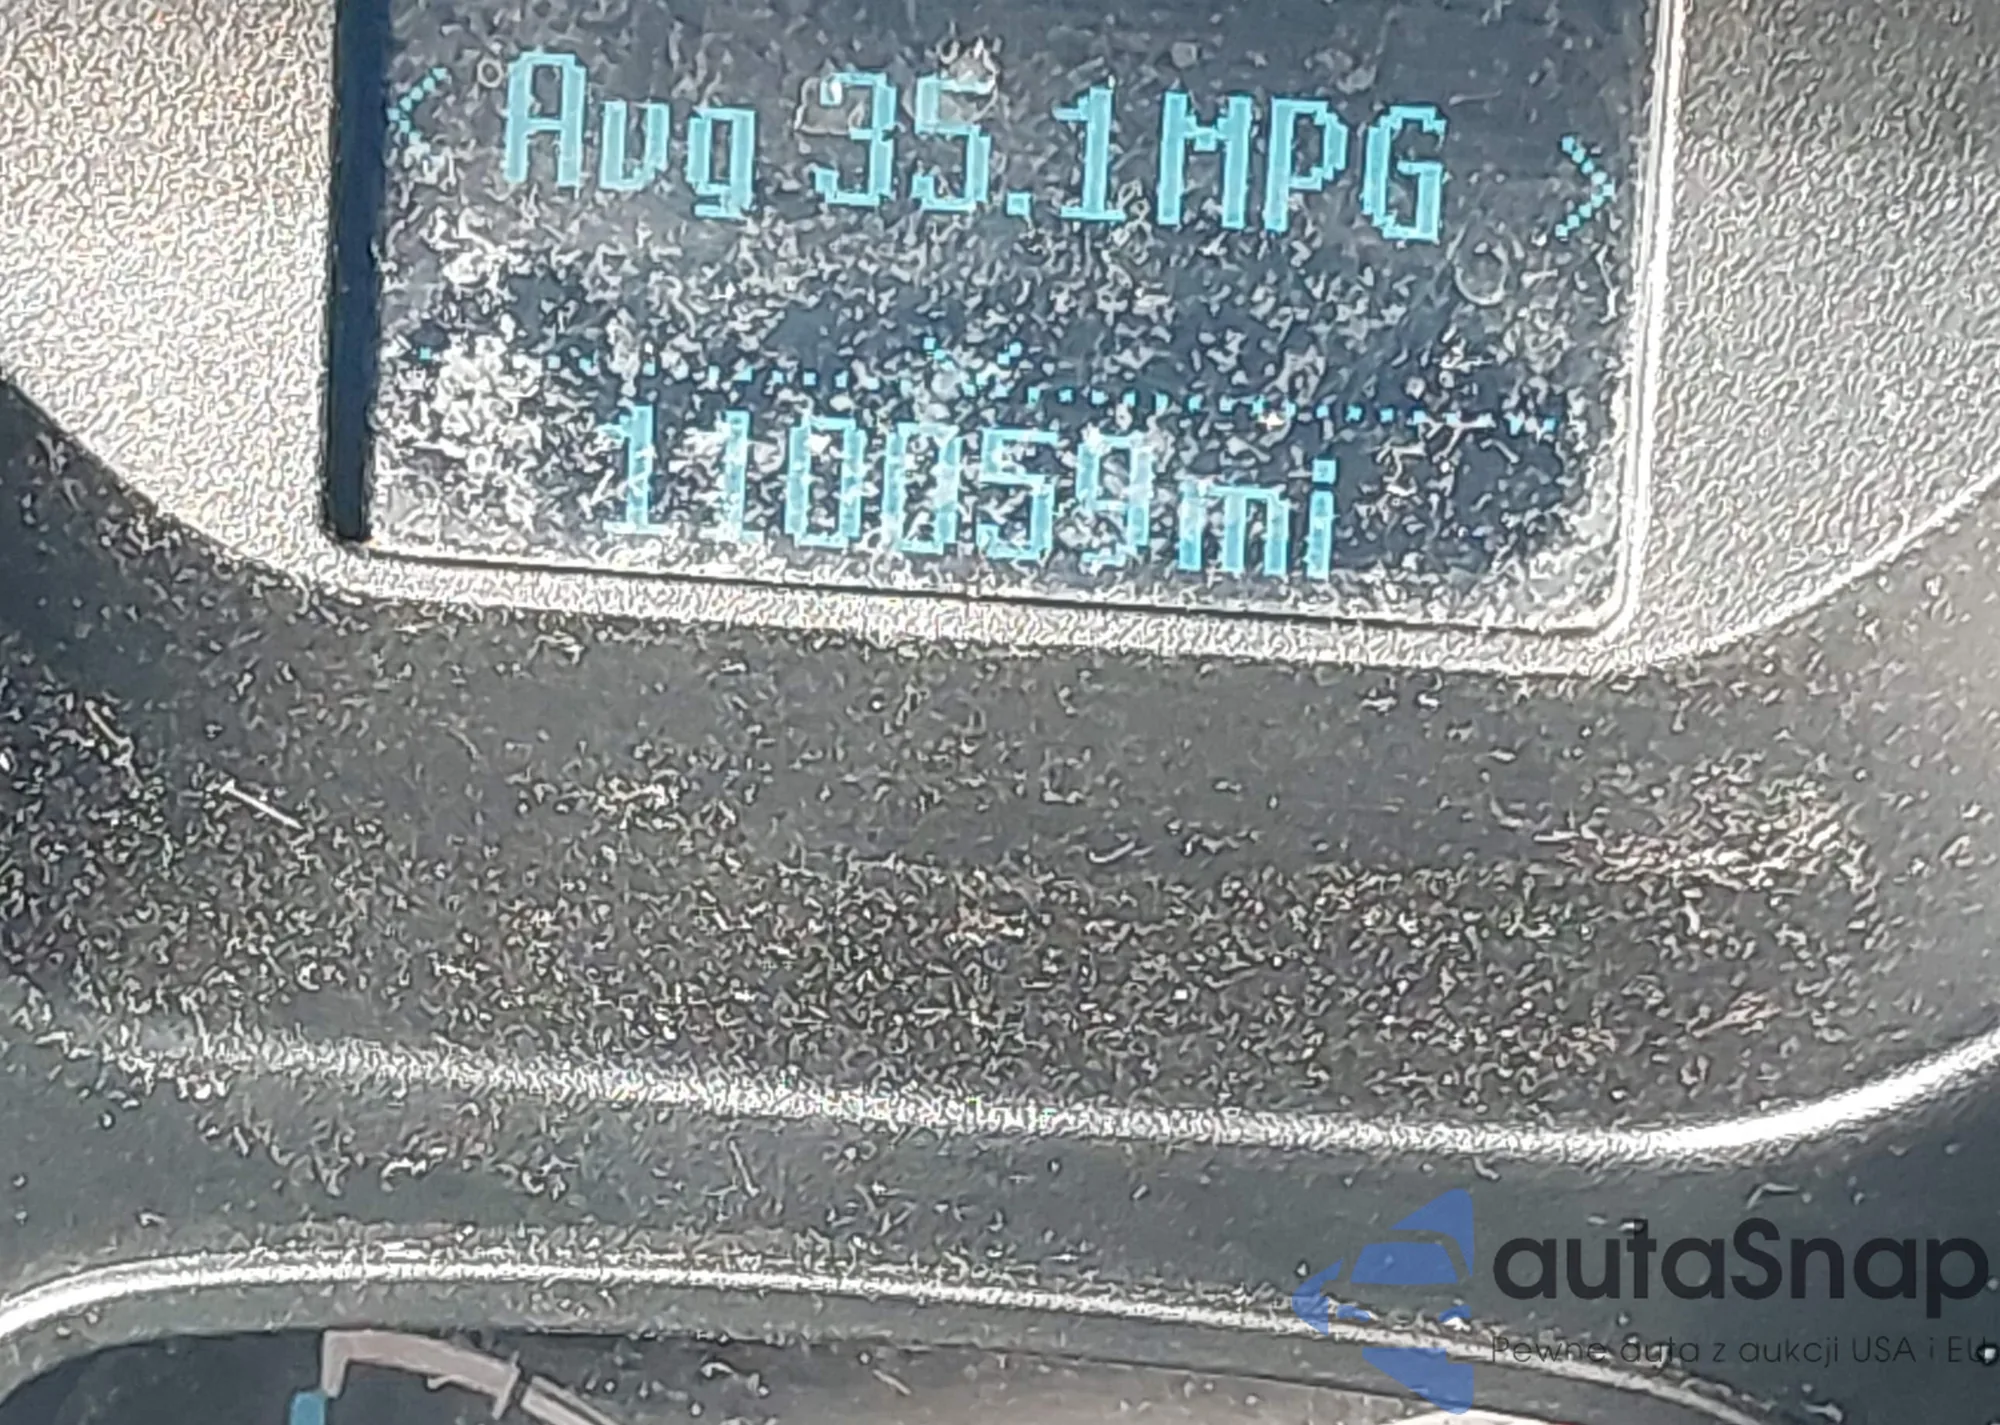 < Avg 35.1MPG >
110059mi
autaSnap
Pewne auta z aukcji USA i EU